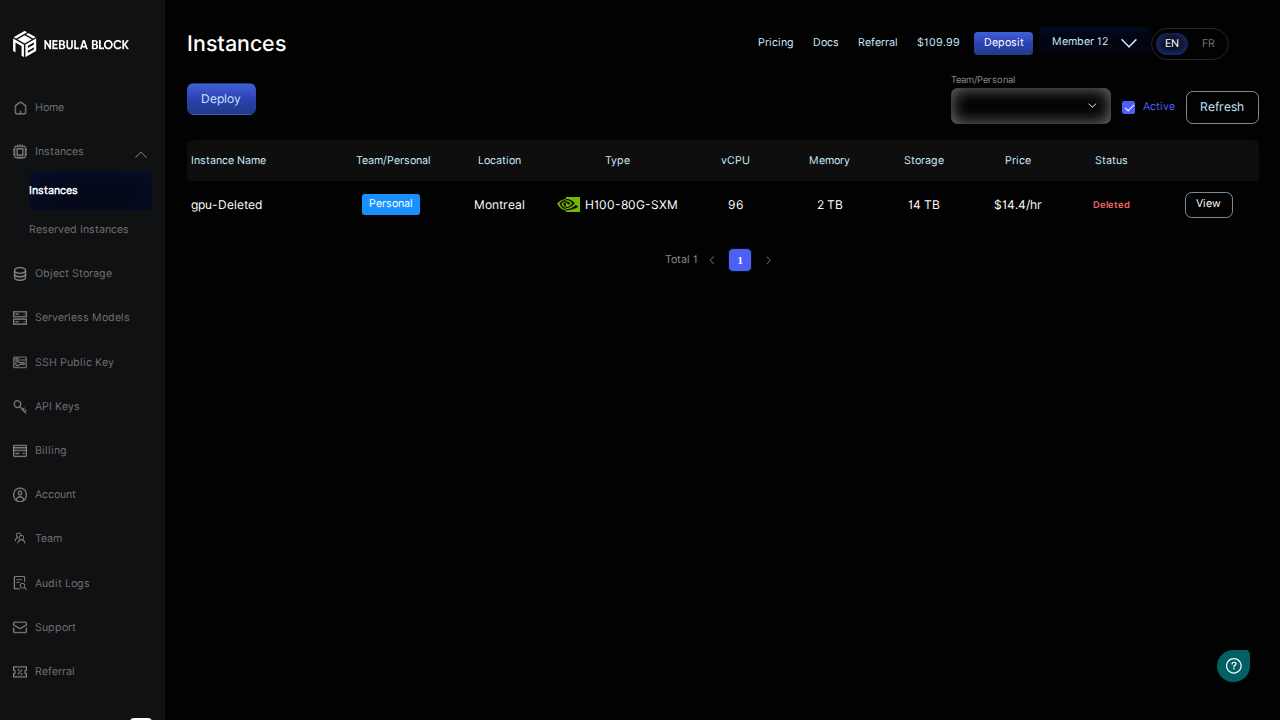 NEBULA BLOCK
Home
Instances
Instances
Reserved Instances
Object Storage
Serverless Models
SSH Public Key
API Keys
Billing
Account
Team
Audit Logs
Support
Referral
Instances
Pricing Docs Referral $109.99 Deposit Member 12 EN FR
Deploy
Team/Personal
Active
Refresh
Instance Name Team/Personal Location Type vCPU Memory Storage Price Status
gpu-Deleted Personal Montreal H100-80G-SXM 96 2 TB 14 TB $14.4/hr Deleted View
Total 1 1